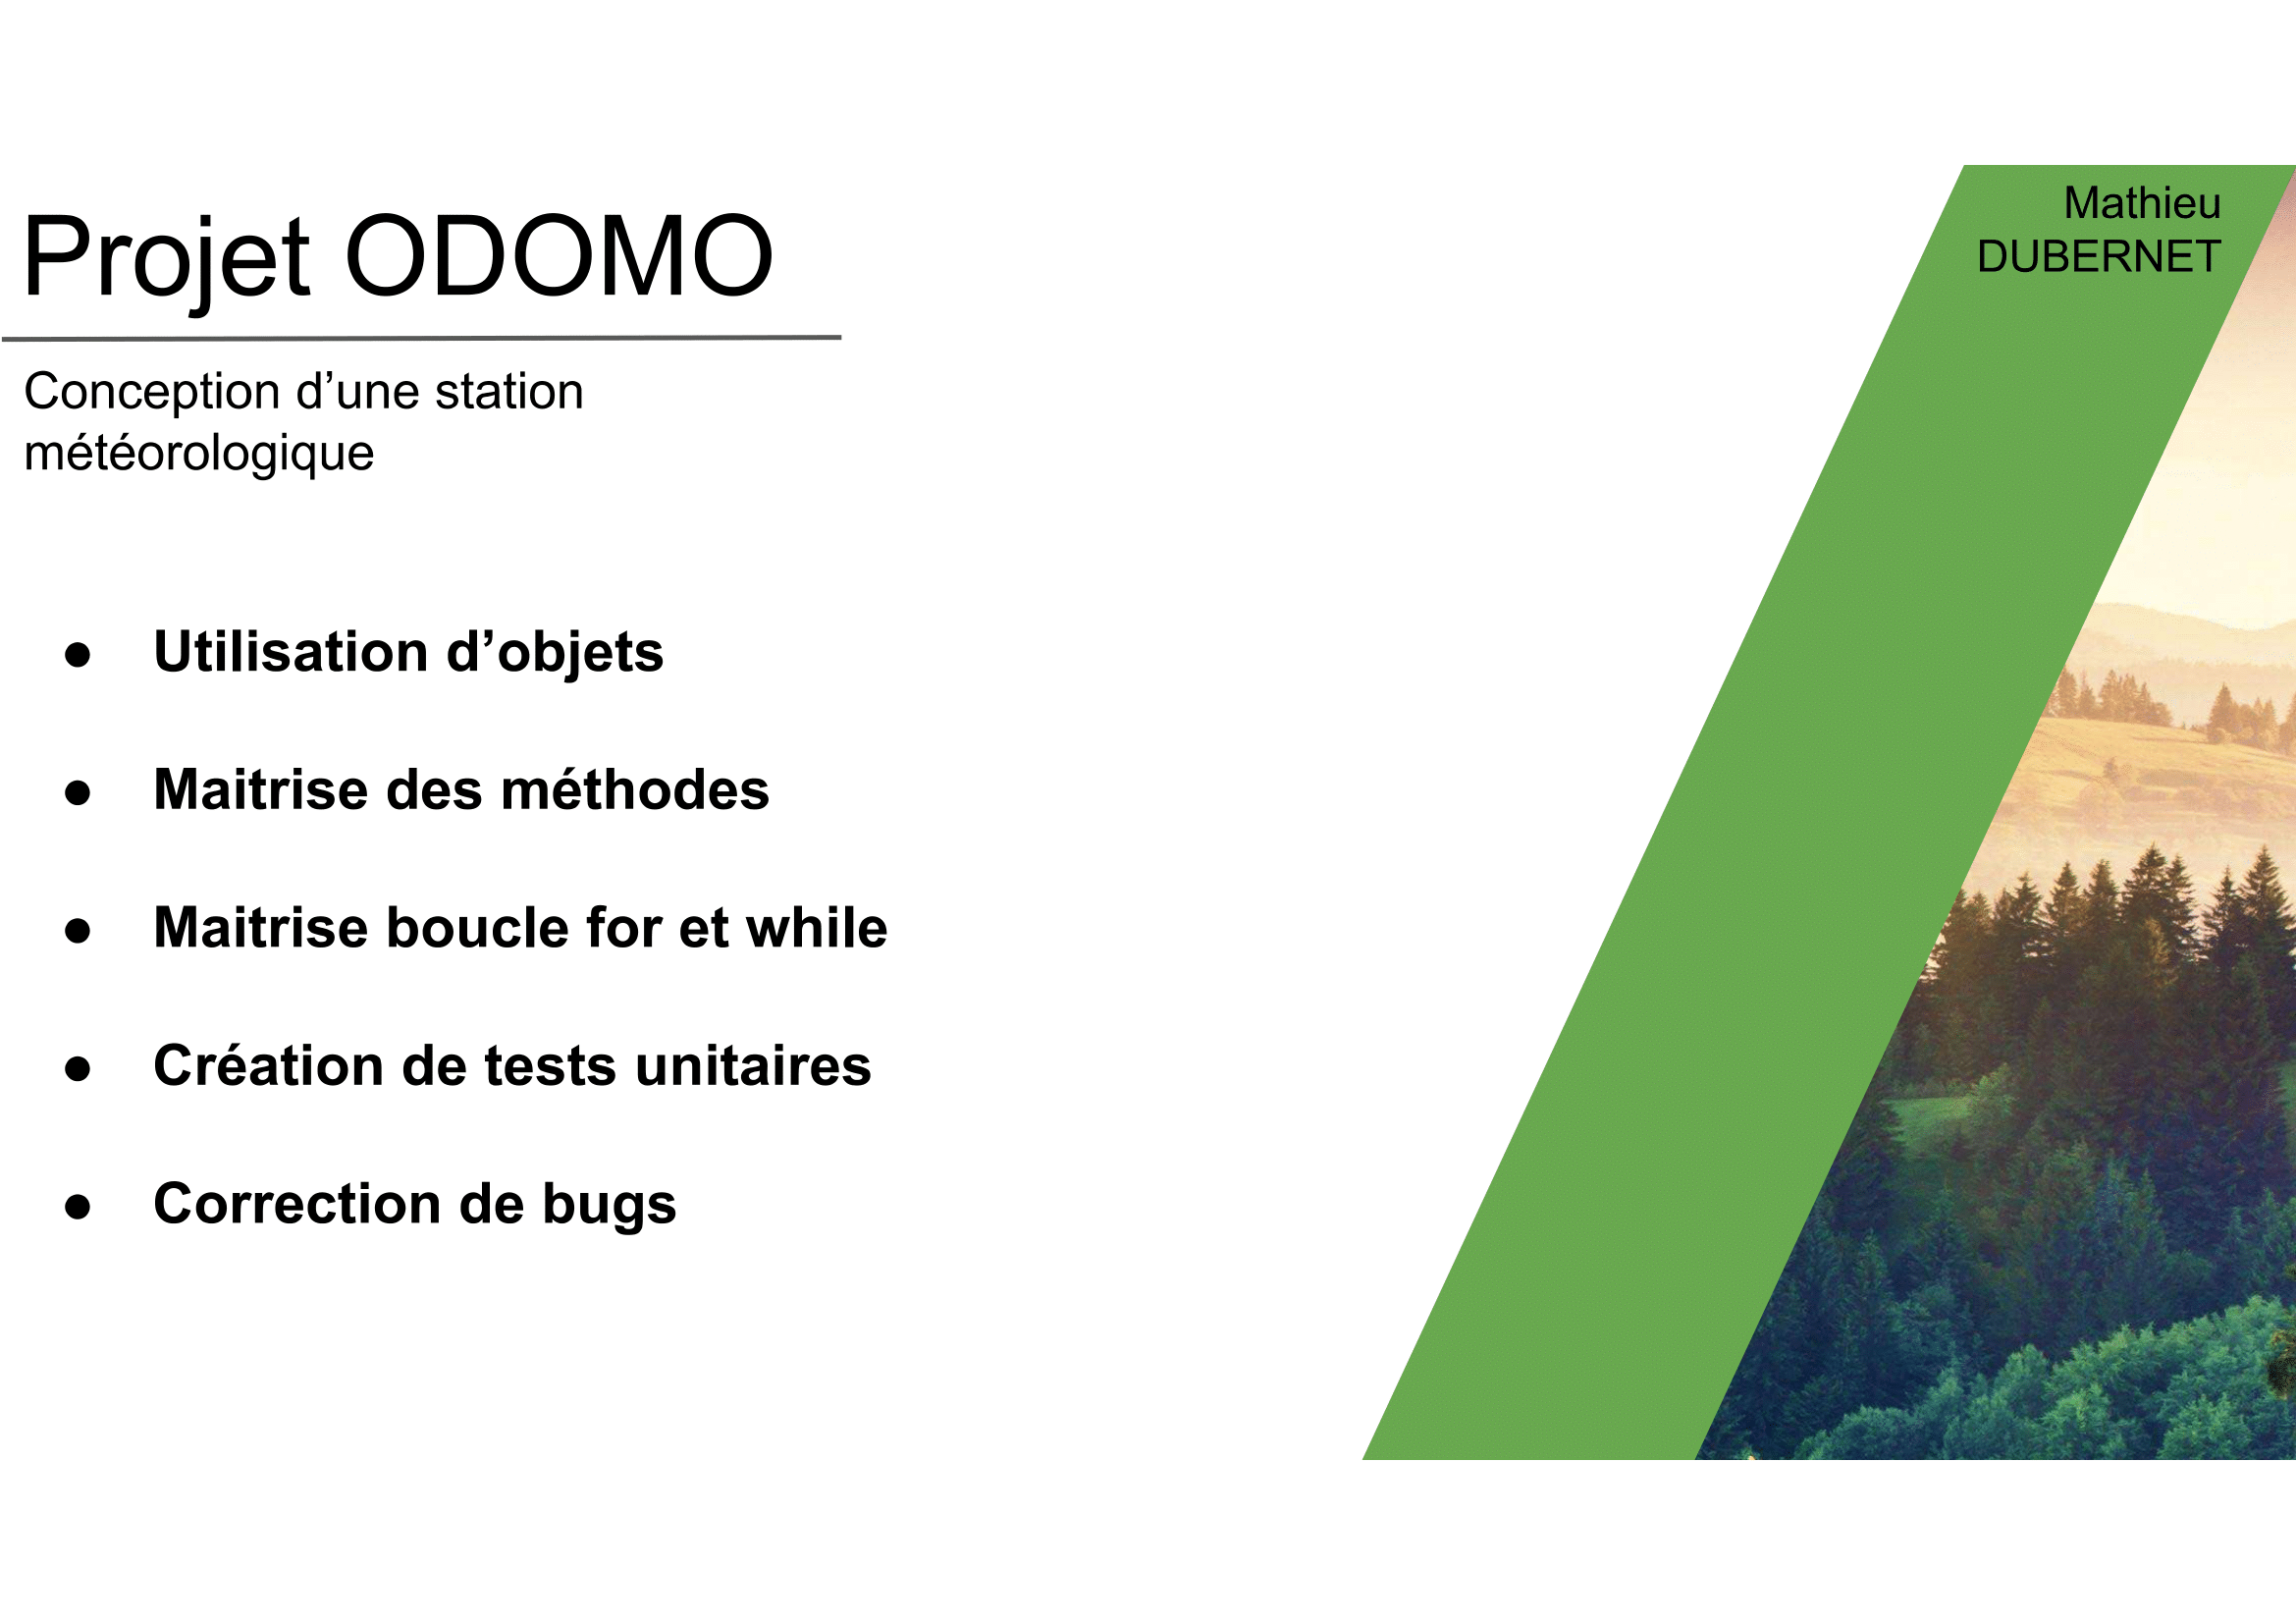 Projet ODOMO
Mathieu
DUBERNET
Conception d’une station
météorologique
● Utilisation d’objets
● Maitrise des méthodes
● Maitrise boucle for et while
● Création de tests unitaires
● Correction de bugs